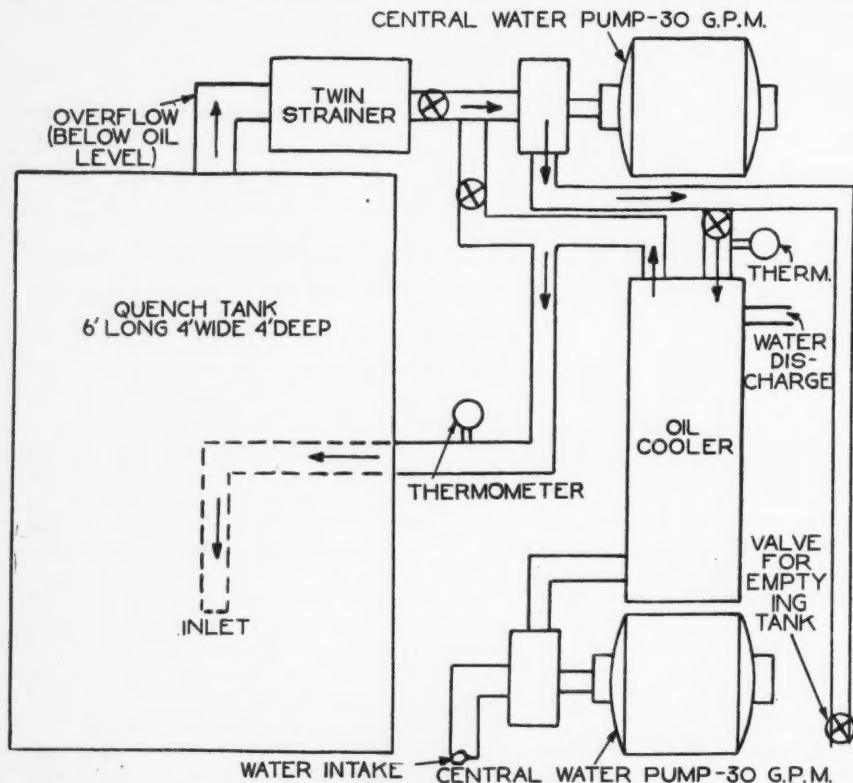 CENTRAL WATER PUMP-30 G.P.M.
OVERFLOW
(BELOW OIL
LEVEL)
TWIN
STRAINER
THERM.
QUENCH TANK
6' LONG 4' WIDE 4' DEEP
WATER
DIS-
CHARGE
OIL
COOLER
THERMOMETER
VALVE
FOR
EMPTY
ING
TANK
INLET
WATER INTAKE
CENTRAL WATER PUMP-30 G.P.M.